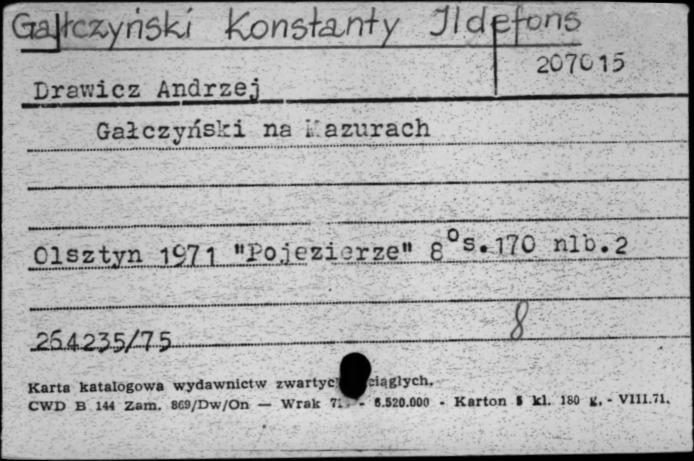 Gałczyński Konstanty Ildefons
207015
Drawicz Andrzej
Gałczyński na Mazurach
Olsztyn 1971 "Pojezierze" 8° s.170 nlb.2
264235/75
8
Karta katalogowa wydawnictw ciągłych.
CWD B 144 Zam. 869/Dw/On — Wrak - 6.520.000 - Karton kl. 180 g. - VIII.71.